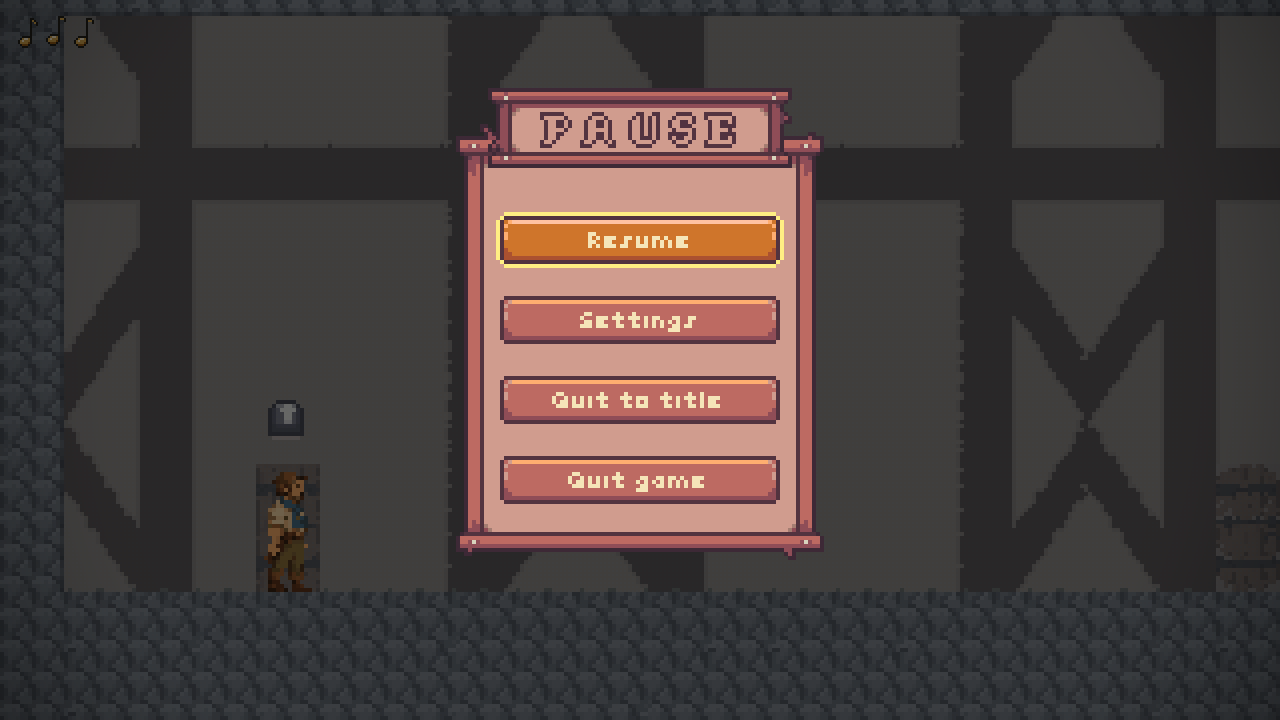 PAUSE
Resume
Settings
Quit to title
Quit game